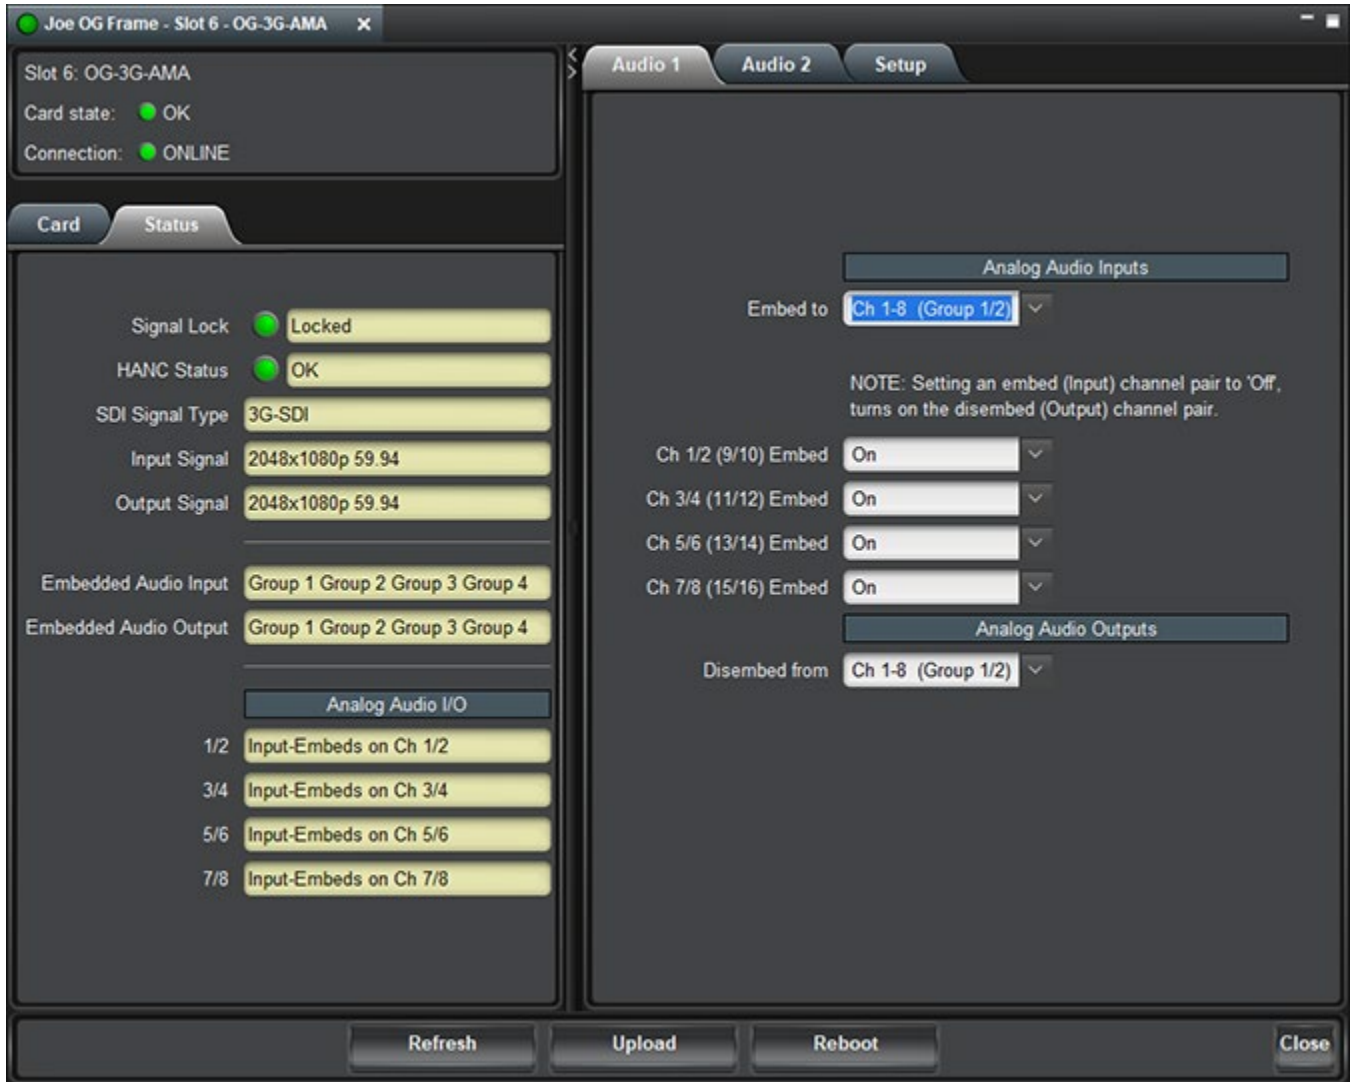 Joe OG Frame - Slot 6 - OG-3G-AMA X
Slot 6: OG-3G-AMA
Card state: OK
Connection: ONLINE
Card Status
Signal Lock Locked
HANC Status OK
SDI Signal Type 3G-SDI
Input Signal 2048x1080p 59.94
Output Signal 2048x1080p 59.94
Embedded Audio Input Group 1 Group 2 Group 3 Group 4
Embedded Audio Output Group 1 Group 2 Group 3 Group 4
Analog Audio I/O
1/2 Input-Embeds on Ch 1/2
3/4 Input-Embeds on Ch 3/4
5/6 Input-Embeds on Ch 5/6
7/8 Input-Embeds on Ch 7/8
Audio 1 Audio 2 Setup
Analog Audio Inputs
Embed to Ch 1-8 (Group 1/2)
NOTE: Setting an embed (Input) channel pair to 'Off',
turns on the disembed (Output) channel pair.
Ch 1/2 (9/10) Embed On
Ch 3/4 (11/12) Embed On
Ch 5/6 (13/14) Embed On
Ch 7/8 (15/16) Embed On
Analog Audio Outputs
Disembed from Ch 1-8 (Group 1/2)
Refresh Upload Reboot Close